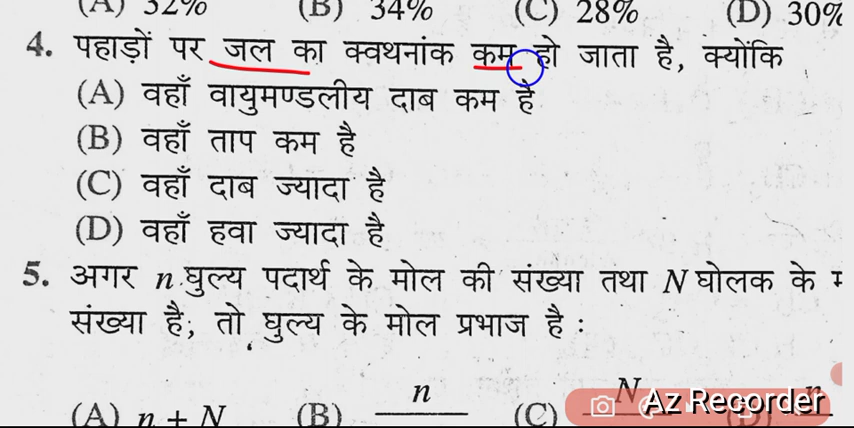 (A) 32% (B) 34% (C) 28% (D) 30%
4. पहाड़ों पर जल का क्वथनांक कम हो जाता है, क्योंकि
(A) वहाँ वायुमण्डलीय दाब कम है
(B) वहाँ ताप कम है
(C) वहाँ दाब ज्यादा है
(D) वहाँ हवा ज्यादा है
5. अगर n घुल्य पदार्थ के मोल की संख्या तथा N घोलक के
संख्या है, तो घुल्य के मोल प्रभाज है :
(A) n + N (B) n (C) N (D) n
Az Recorder